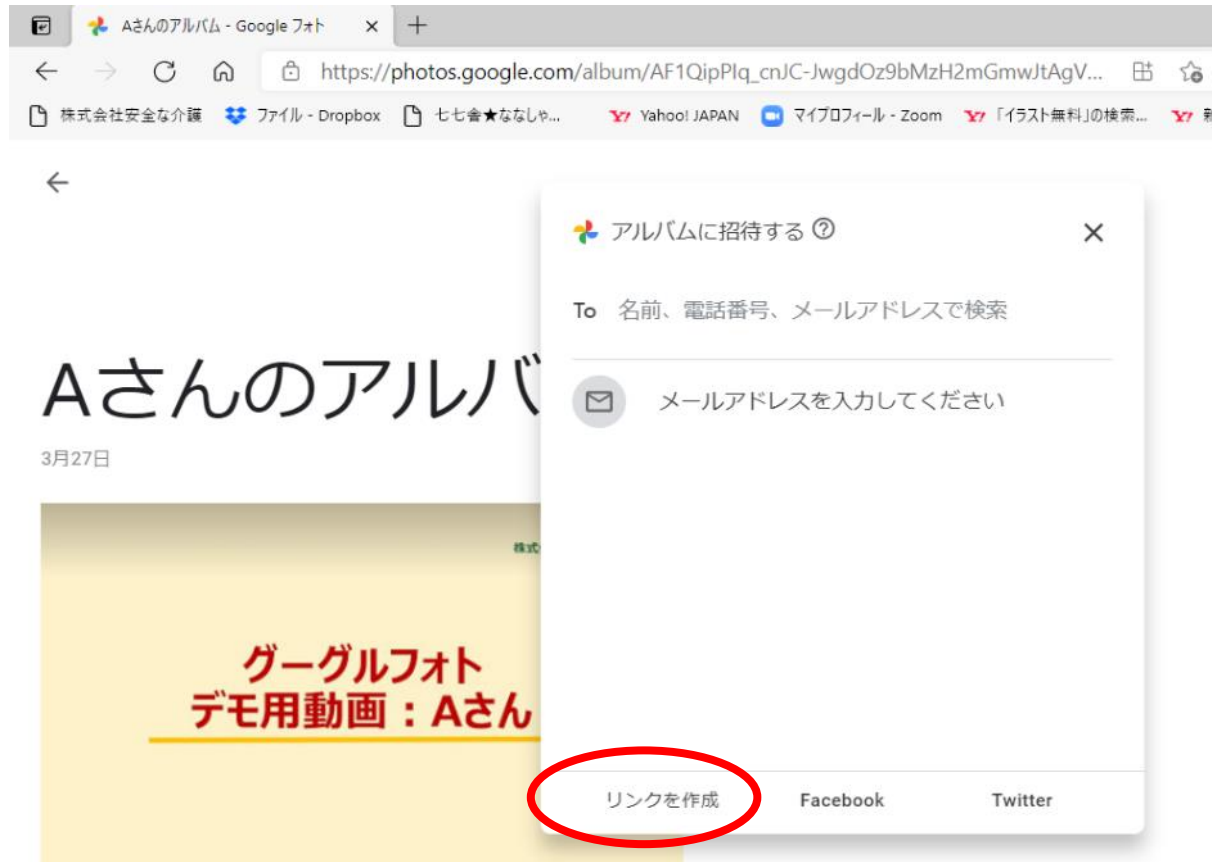 Aさんのアルバム - Google フォト
https://photos.google.com/album/AF1QipPIq_cnJC-JwgdOz9bMzH2mGmwJtAgV...
株式会社安全な介護 ファイル - Dropbox 七七舎★ななしゃ... Yahoo! JAPAN マイプロフィール - Zoom 「イラスト無料」の検索...
アルバムに招待する
To 名前、電話番号、メールアドレスで検索
Aさんのアルバ
メールアドレスを入力してください
3月27日
株式
グーグルフォト
デモ用動画：Aさん
リンクを作成 Facebook Twitter